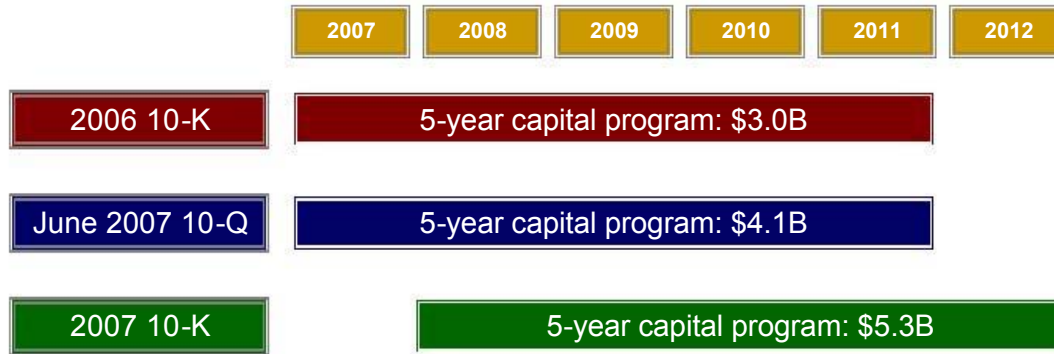 2007 2008 2009 2010 2011 2012
2006 10-K 5-year capital program: $3.0B
June 2007 10-Q 5-year capital program: $4.1B
2007 10-K 5-year capital program: $5.3B